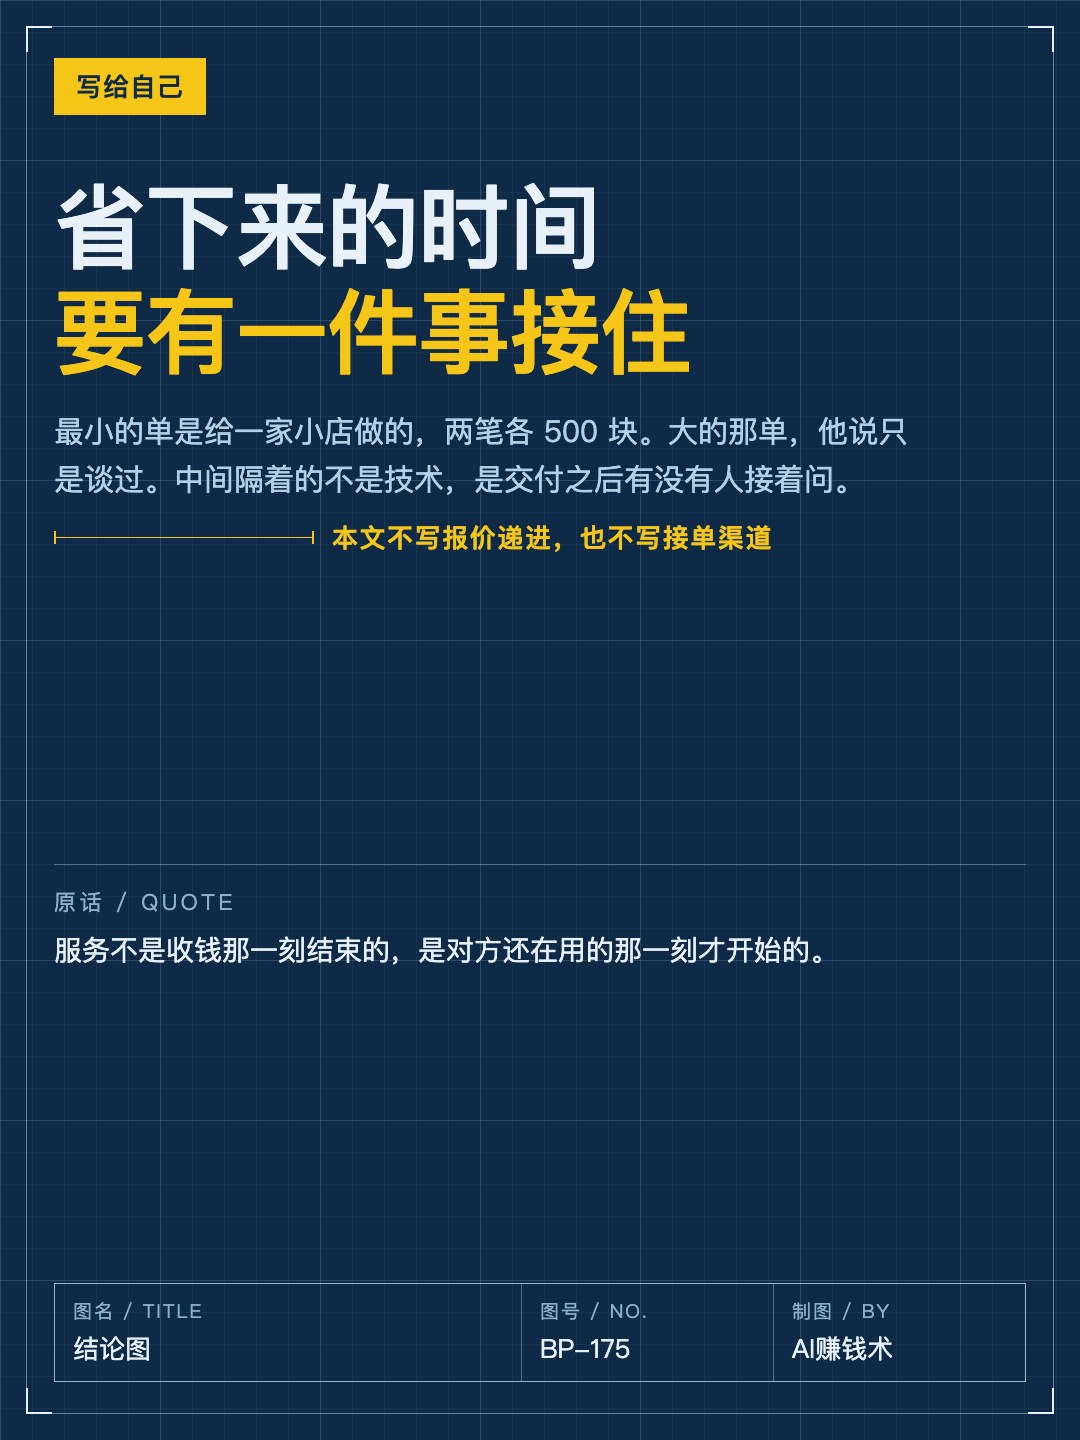 写给自己
省下来的时间
要有一件事接住
最小的单是给一家小店做的，两笔各 500 块。大的那单，他说只
是谈过。中间隔着的不是技术，是交付之后有没有人接着问。
本文不写报价递进，也不写接单渠道
原话 / QUOTE
服务不是收钱那一刻结束的，是对方还在用的那一刻才开始的。
图名 / TITLE
结论图
图号 / NO.
BP-175
制图 / BY
AI赚钱术